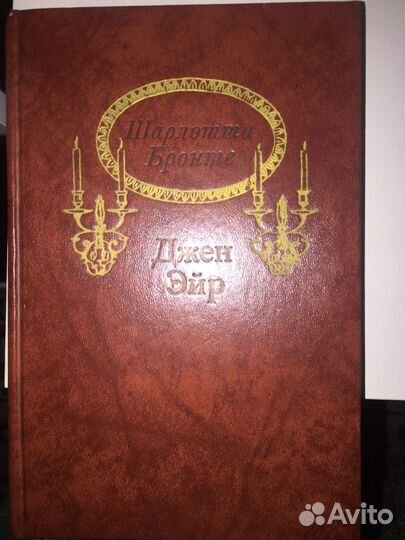 Шарлотта
Бронте
Джен
Эйр
Avito